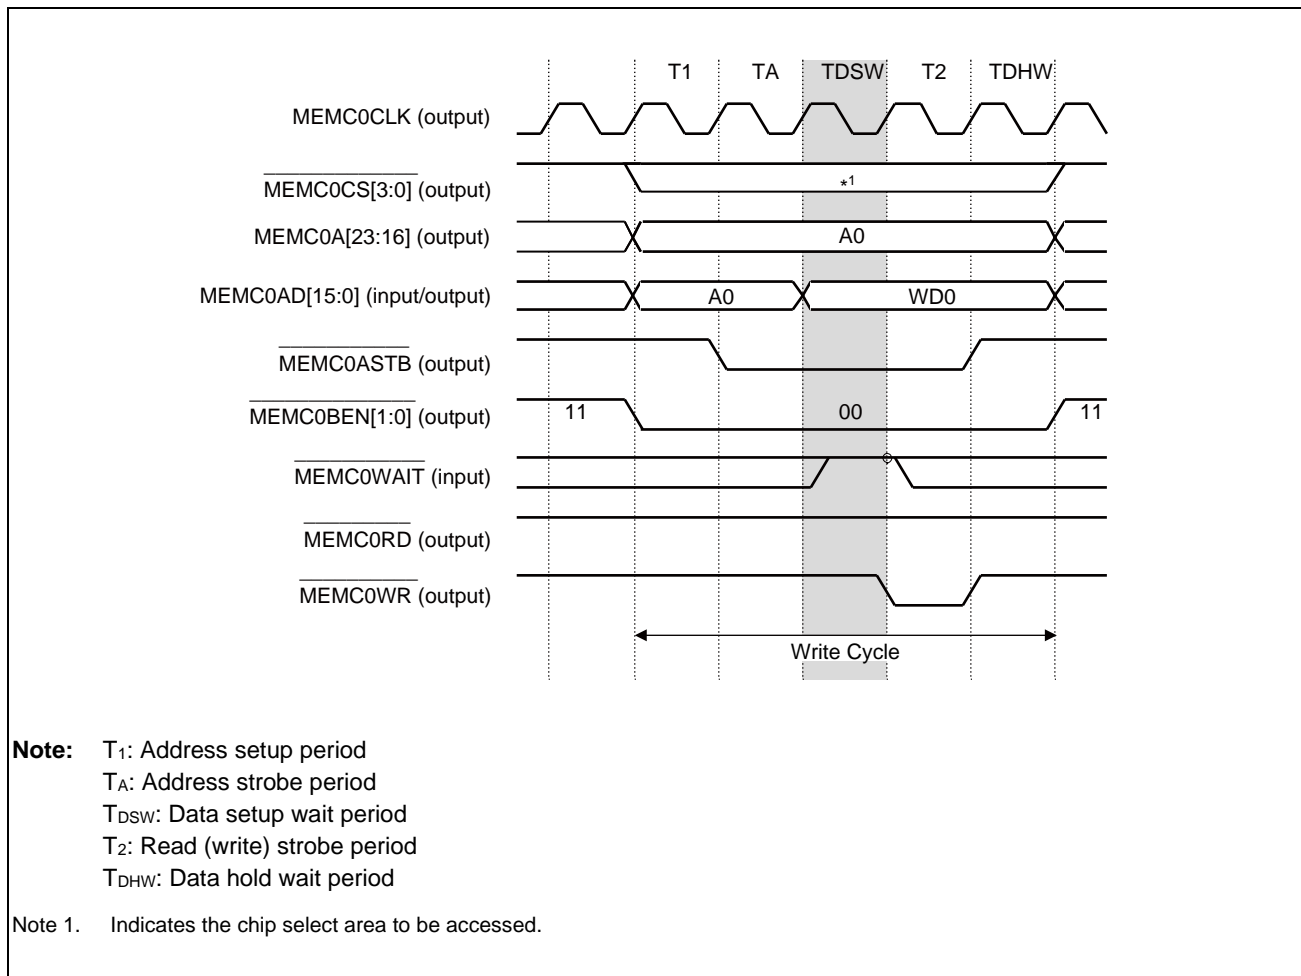 T1 TA TDSW T2 TDHW
MEMC0CLK (output)
MEMC0CS[3:0] (output) *1
MEMC0A[23:16] (output) A0
MEMC0AD[15:0] (input/output) A0 WD0
MEMC0ASTB (output)
MEMC0BEN[1:0] (output) 11 00 11
MEMC0WAIT (input)
MEMC0RD (output)
MEMC0WR (output)
Write Cycle
Note: T1: Address setup period
TA: Address strobe period
TDSW: Data setup wait period
T2: Read (write) strobe period
TDHW: Data hold wait period
Note 1. Indicates the chip select area to be accessed.